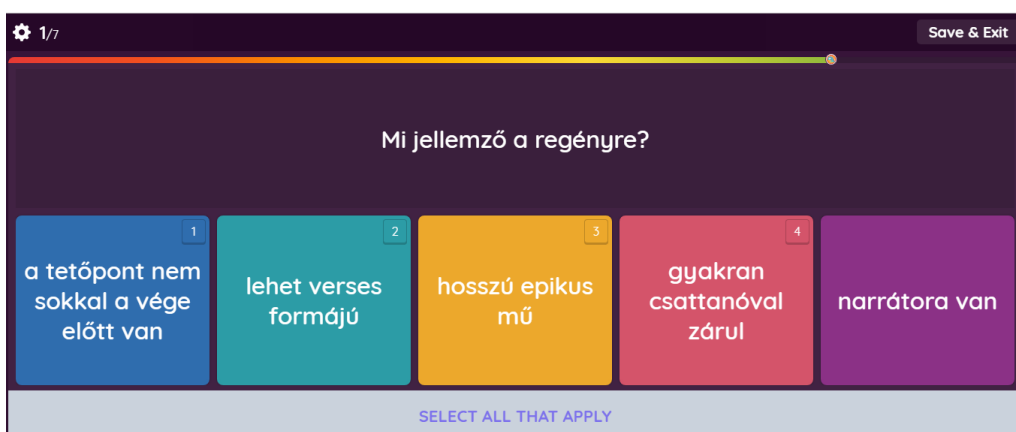 1/7
Save & Exit
Mi jellemző a regényre?
1
a tetőpont nem
sokkal a vége
előtt van
2
lehet verses
formájú
3
hosszú epikus
mű
4
gyakran
csattanóval
zárul
narrátora van
SELECT ALL THAT APPLY